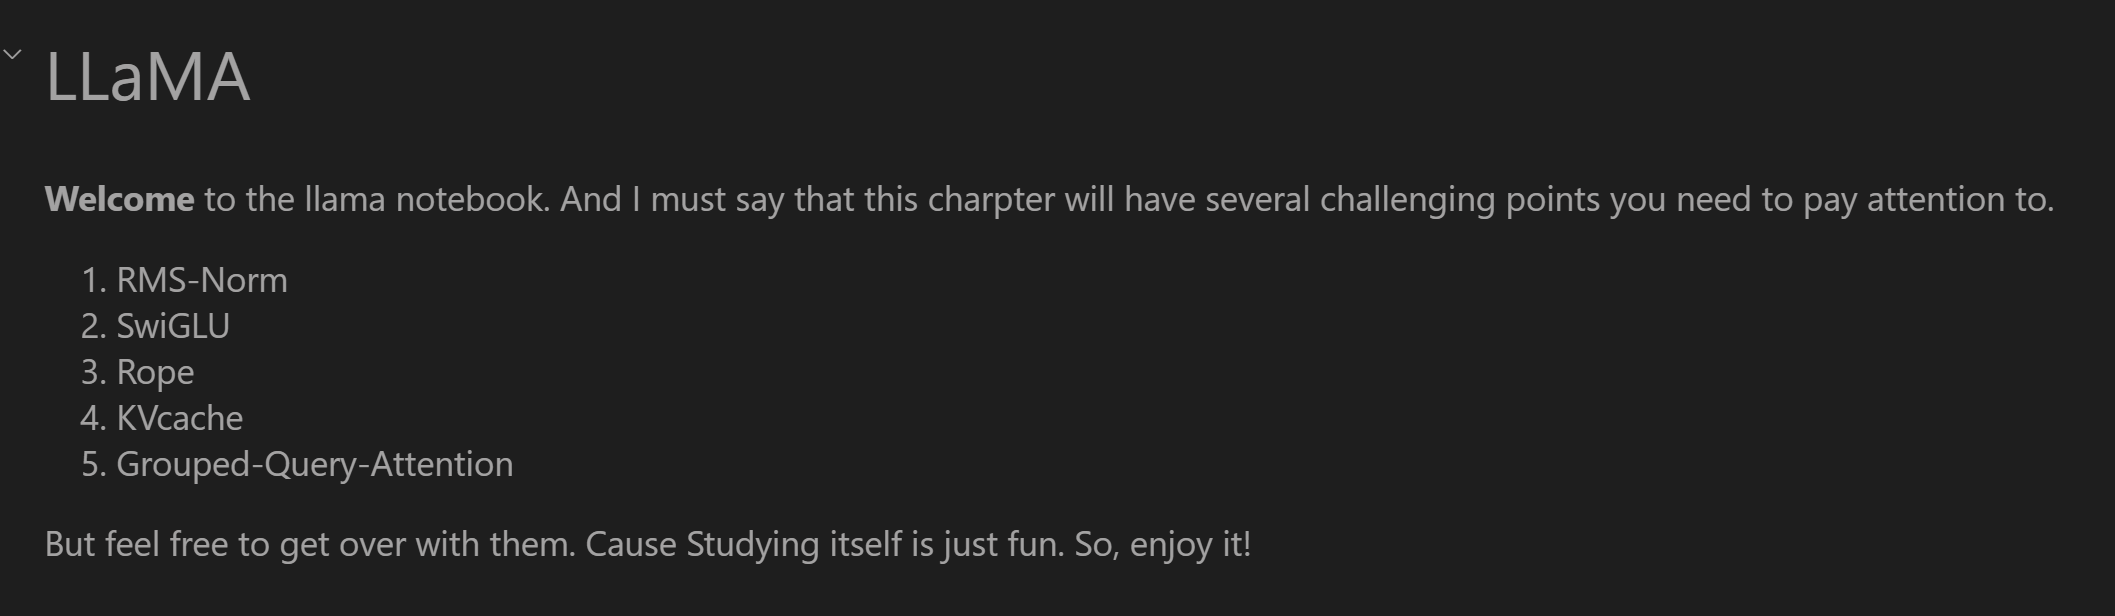 LLaMA
Welcome to the llama notebook. And I must say that this charpter will have several challenging points you need to pay attention to.
1. RMS-Norm
2. SwiGLU
3. Rope
4. KVcache
5. Grouped-Query-Attention
But feel free to get over with them. Cause Studying itself is just fun. So, enjoy it!